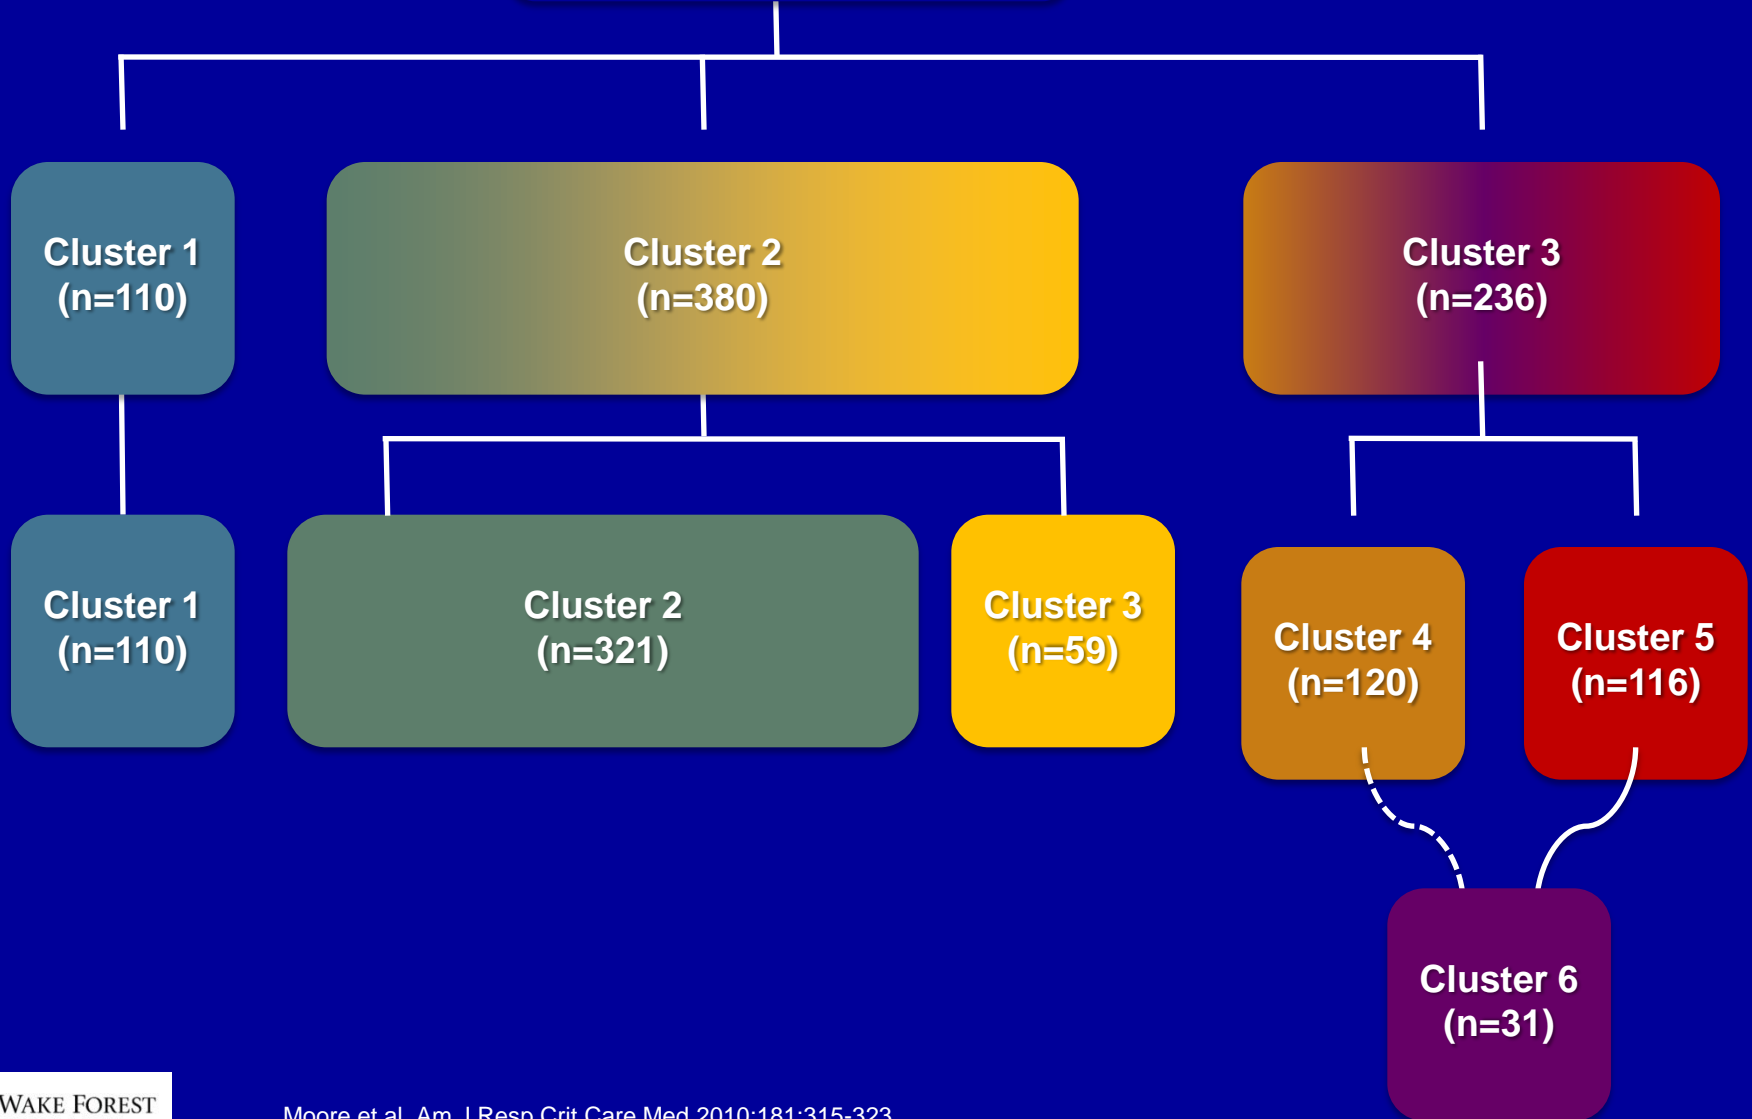 Cluster 1
(n=110)
Cluster 2
(n=380)
Cluster 3
(n=236)
Cluster 1
(n=110)
Cluster 2
(n=321)
Cluster 3
(n=59)
Cluster 4
(n=120)
Cluster 5
(n=116)
Cluster 6
(n=31)
WAKE FOREST
Moore et al. Am J Resp Crit Care Med 2010;181:315-323